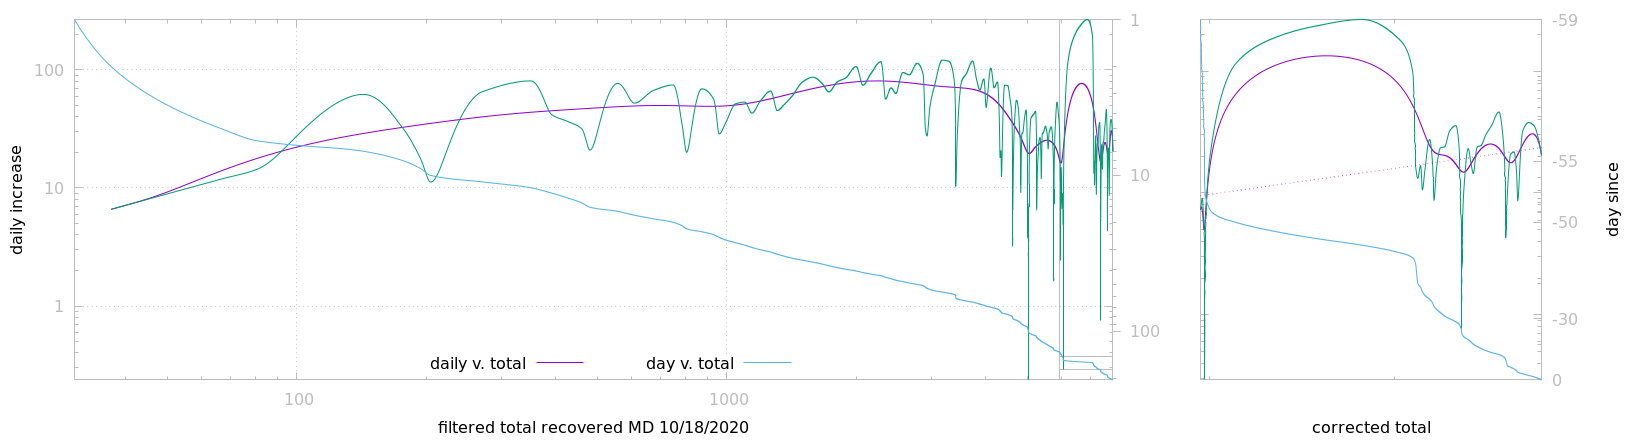 daily increase
100
10
1
100
1000
daily v. total
day v. total
filtered total recovered MD 10/18/2020
1
10
100
-59
-55
-50
-30
0
day since
corrected total